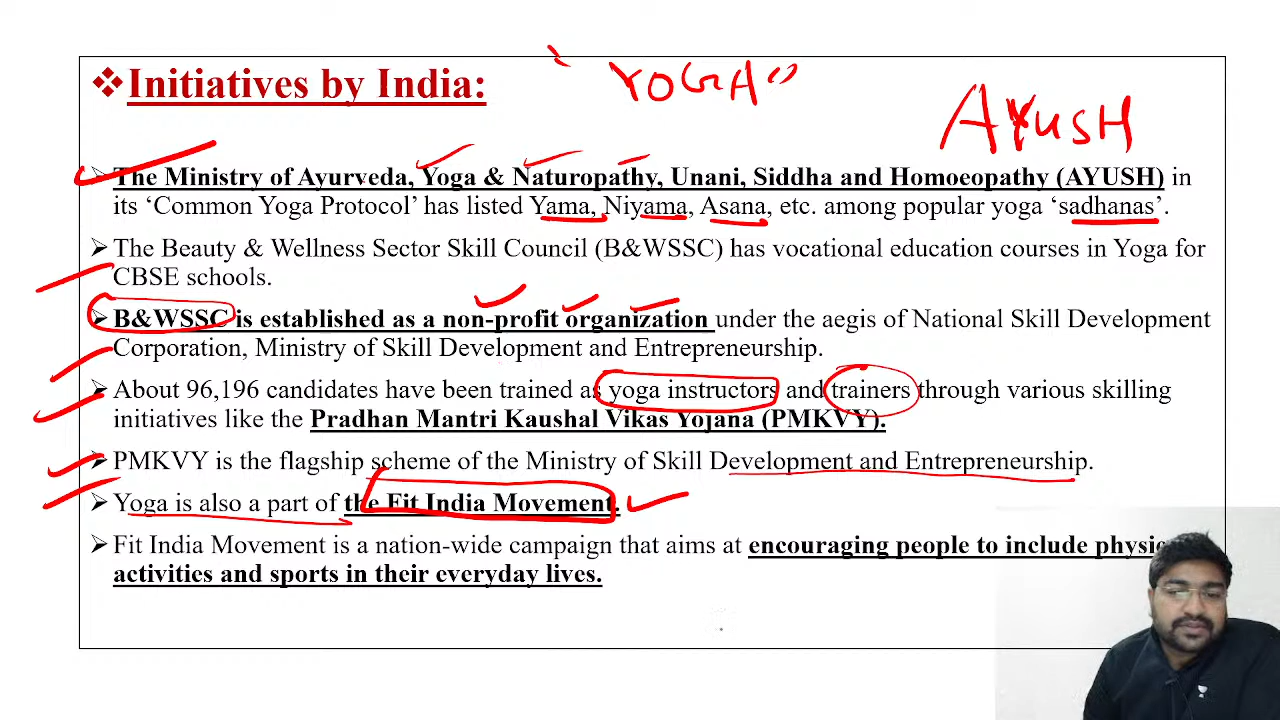 ❖Initiatives by India:
“YOGA”
AYUSH
➢ The Ministry of Ayurveda, Yoga & Naturopathy, Unani, Siddha and Homoeopathy (AYUSH) in
its ‘Common Yoga Protocol’ has listed Yama, Niyama, Asana, etc. among popular yoga ‘sadhanas’.
➢ The Beauty & Wellness Sector Skill Council (B&WSSC) has vocational education courses in Yoga for
CBSE schools.
➢ B&WSSC is established as a non-profit organization under the aegis of National Skill Development
Corporation, Ministry of Skill Development and Entrepreneurship.
➢ About 96,196 candidates have been trained as yoga instructors and trainers through various skilling
initiatives like the Pradhan Mantri Kaushal Vikas Yojana (PMKVY).
➢ PMKVY is the flagship scheme of the Ministry of Skill Development and Entrepreneurship.
➢ Yoga is also a part of the Fit India Movement.
➢ Fit India Movement is a nation-wide campaign that aims at encouraging people to include
activities and sports in their everyday lives.